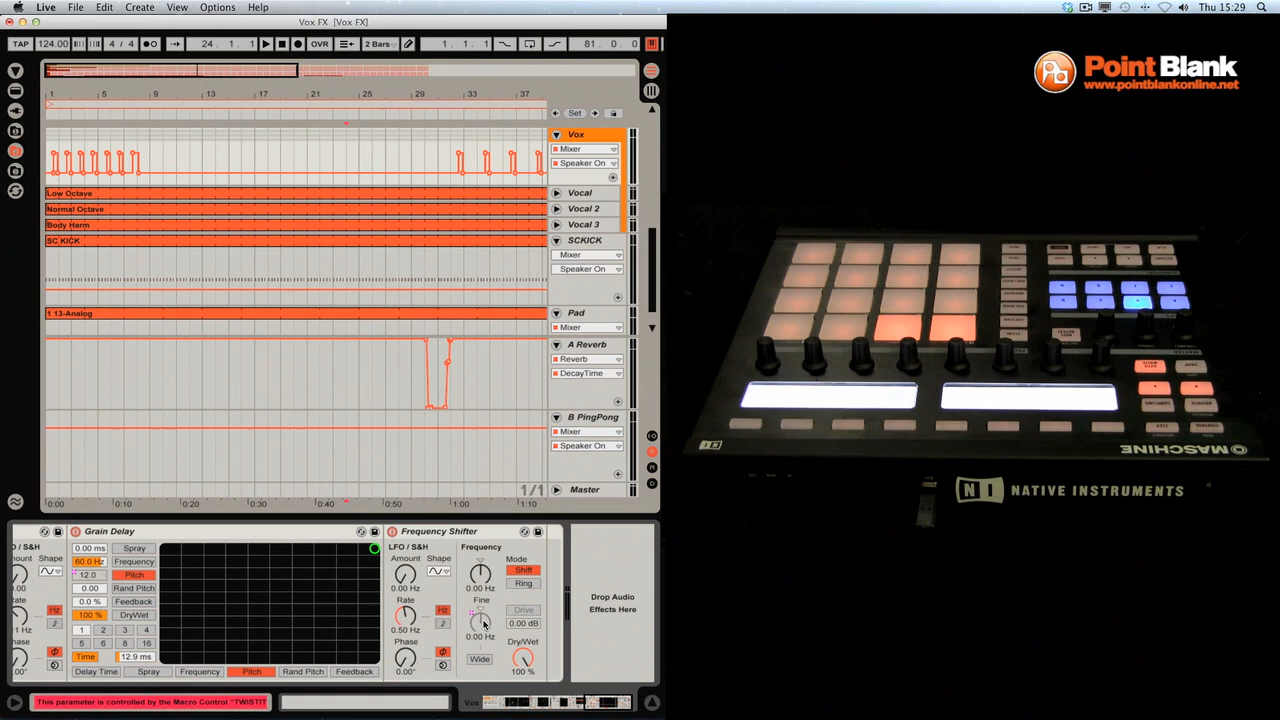 Live File Edit Create View Options Help Thu 15:29
Vox FX [Vox FX]
TAP 124.00 4 / 4 24. 1. 1 OVR 2 Bars 1. 1. 1 81. 0. 0
1 5 9 13 17 21 25 29 33 37
Set
Vox
Mixer
Speaker On
Low Octave Vocal
Normal Octave Vocal 2
Body Harm Vocal 3
SC KICK SCKICK
Mixer
Speaker On
1 13-Analog Pad
Mixer
A Reverb
Reverb
DecayTime
B PingPong
Mixer
Speaker On
1/1 Master
0:00 0:10 0:20 0:30 0:40 0:50 1:00 1:10
Point Blank
www.pointblankonline.net
MASCHINE
NI NATIVE INSTRUMENTS
Grain Delay Frequency Shifter
O / S&H 0.00 ms Spray LFO / S&H Frequency
Shape 60.0 Hz Frequency Amount Shape Mode
12.0 Pitch Shift
0.00 Rand Pitch 0.00 Hz 0.00 Hz Ring
0.0 % Feedback Rate Fine
Hz 100 % DryWet Hz Drive
1 2 3 4 0.50 Hz 0.00 Hz 0.00 dB
5 6 8 16 Phase Dry/Wet
Time 12.9 ms Wide
Delay Time Spray Frequency Pitch Rand Pitch Feedback 0.00° 100 %
Drop Audio
Effects Here
This parameter is controlled by the Macro Control "TWISTIT Vox